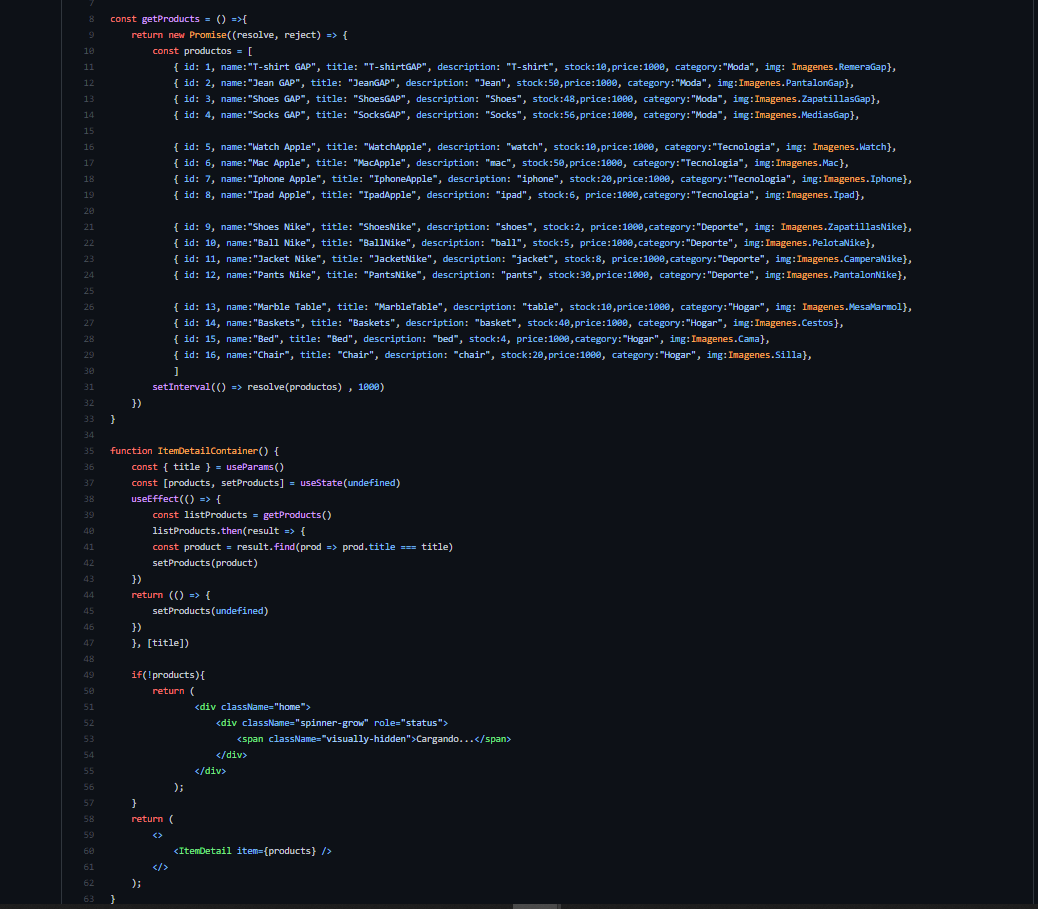 7
8 const getProducts = () =>{
9 return new Promise((resolve, reject) => {
10 const productos = [
11 { id: 1, name:"T-shirt GAP", title: "T-shirtGAP", description: "T-shirt", stock:10,price:1000, category:"Moda", img: Imagenes.RemeraGap},
12 { id: 2, name:"Jean GAP", title: "JeanGAP", description: "Jean", stock:50,price:1000, category:"Moda", img:Imagenes.PantalonGap},
13 { id: 3, name:"Shoes GAP", title: "ShoesGAP", description: "Shoes", stock:48,price:1000, category:"Moda", img:Imagenes.ZapatillasGap},
14 { id: 4, name:"Socks GAP", title: "SocksGAP", description: "Socks", stock:56,price:1000, category:"Moda", img:Imagenes.MediasGap},
15
16 { id: 5, name:"Watch Apple", title: "WatchApple", description: "watch", stock:10,price:1000, category:"Tecnologia", img: Imagenes.Watch},
17 { id: 6, name:"Mac Apple", title: "MacApple", description: "mac", stock:50,price:1000, category:"Tecnologia", img:Imagenes.Mac},
18 { id: 7, name:"Iphone Apple", title: "IphoneApple", description: "iphone", stock:20,price:1000, category:"Tecnologia", img:Imagenes.Iphone},
19 { id: 8, name:"Ipad Apple", title: "IpadApple", description: "ipad", stock:6, price:1000,category:"Tecnologia", img:Imagenes.Ipad},
20
21 { id: 9, name:"Shoes Nike", title: "ShoesNike", description: "shoes", stock:2, price:1000,category:"Deporte", img: Imagenes.ZapatillasNike},
22 { id: 10, name:"Ball Nike", title: "BallNike", description: "ball", stock:5, price:1000,category:"Deporte", img:Imagenes.PelotaNike},
23 { id: 11, name:"Jacket Nike", title: "JacketNike", description: "jacket", stock:8, price:1000,category:"Deporte", img:Imagenes.CamperaNike},
24 { id: 12, name:"Pants Nike", title: "PantsNike", description: "pants", stock:30,price:1000, category:"Deporte", img:Imagenes.PantalonNike},
25
26 { id: 13, name:"Marble Table", title: "MarbleTable", description: "table", stock:10,price:1000, category:"Hogar", img: Imagenes.MesaMarmol},
27 { id: 14, name:"Baskets", title: "Baskets", description: "basket", stock:40,price:1000, category:"Hogar", img:Imagenes.Cestos},
28 { id: 15, name:"Bed", title: "Bed", description: "bed", stock:4, price:1000,category:"Hogar", img:Imagenes.Cama},
29 { id: 16, name:"Chair", title: "Chair", description: "chair", stock:20,price:1000, category:"Hogar", img:Imagenes.Silla},
30 ]
31 setInterval(() => resolve(productos) , 1000)
32 })
33 }
34
35 function ItemDetailContainer() {
36 const { title } = useParams()
37 const [products, setProducts] = useState(undefined)
38 useEffect(() => {
39 const listProducts = getProducts()
40 listProducts.then(result => {
41 const product = result.find(prod => prod.title === title)
42 setProducts(product)
43 })
44 return (() => {
45 setProducts(undefined)
46 })
47 }, [title])
48
49 if(!products){
50 return (
51 <div className="home">
52 <div className="spinner-grow" role="status">
53 <span className="visually-hidden">Cargando...</span>
54 </div>
55 </div>
56 );
57 }
58 return (
59 <>
60 <ItemDetail item={products} />
61 </>
62 );
63 }